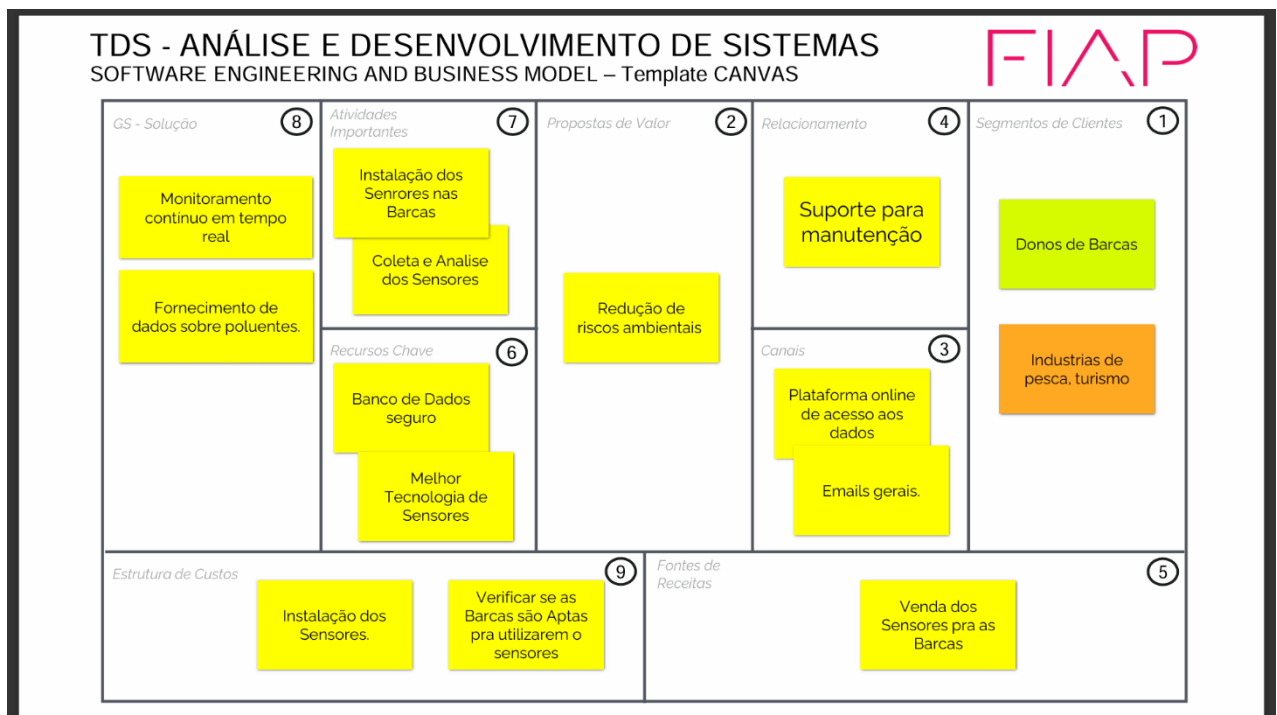 TDS - ANÁLISE E DESENVOLVIMENTO DE SISTEMAS
SOFTWARE ENGINEERING AND BUSINESS MODEL – Template CANVAS
FIAP
GS - Solução
8
Monitoramento
contínuo em tempo
real
Fornecimento de
dados sobre poluentes.
Atividades
Importantes
7
Instalação dos
Senrores nas
Barcas
Coleta e Analise
dos Sensores
Recursos Chave
6
Banco de Dados
seguro
Melhor
Tecnologia de
Sensores
Propostas de Valor
2
Redução de
riscos ambientais
Relacionamento
4
Suporte para
manutenção
Canais
3
Plataforma online
de acesso aos
dados
Emails gerais.
Segmentos de Clientes
1
Donos de Barcas
Industrias de
pesca, turismo
Estrutura de Custos
9
Instalação dos
Sensores.
Verificar se as
Barcas são Aptas
pra utilizarem o
sensores
Fontes de
Receitas
5
Venda dos
Sensores pra as
Barcas